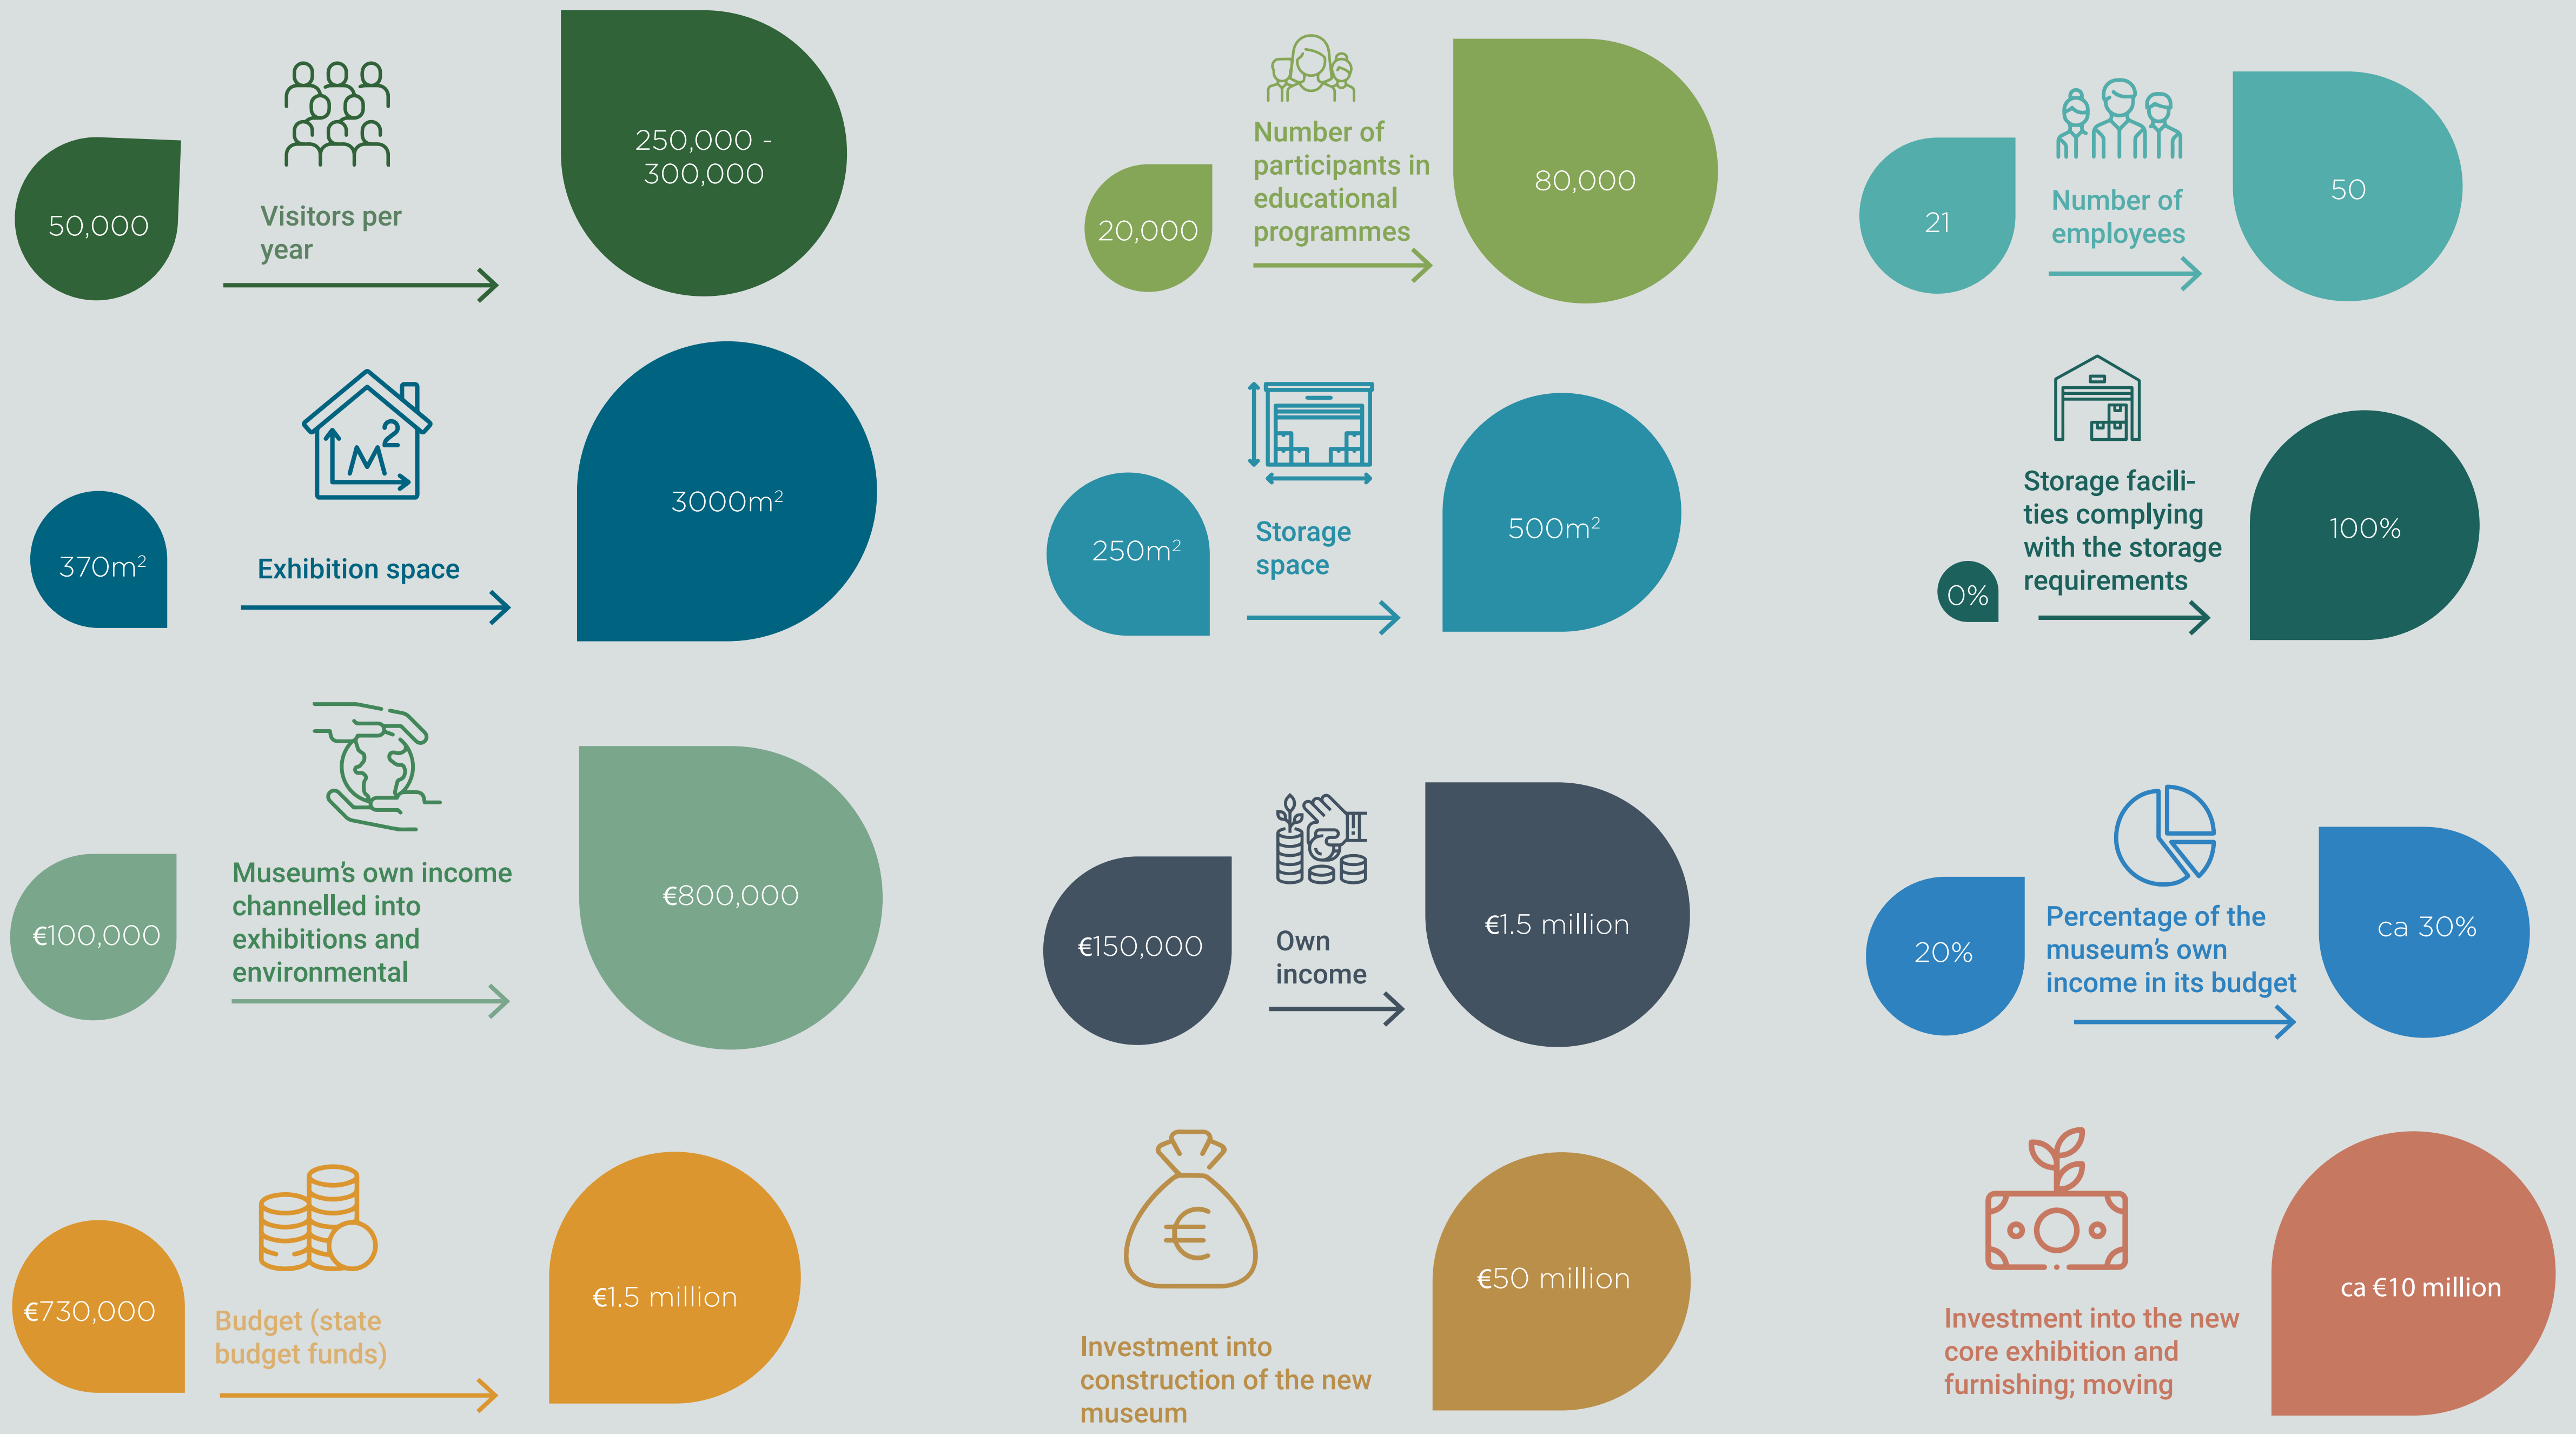 50,000
Visitors per
year
250,000 -
300,000
20,000
Number of
participants in
educational
programmes
80,000
21
Number of
employees
50
370m²
M²
Exhibition space
3000m²
250m²
Storage
space
500m²
0%
Storage facili-
ties complying
with the storage
requirements
100%
€100,000
Museum's own income
channelled into
exhibitions and
environmental
€800,000
€150,000
Own
income
€1.5 million
20%
Percentage of the
museum's own
income in its budget
ca 30%
€730,000
Budget (state
budget funds)
€1.5 million
€
Investment into
construction of the new
museum
€50 million
Investment into the new
core exhibition and
furnishing; moving
ca €10 million